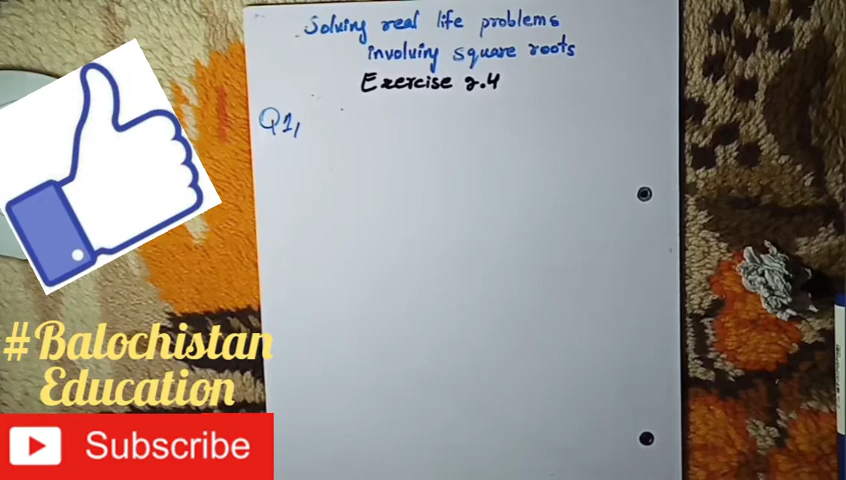 Solving real life problems
involving square roots
Exercise 2.4
Q1,
#Balochistan
Education
Subscribe